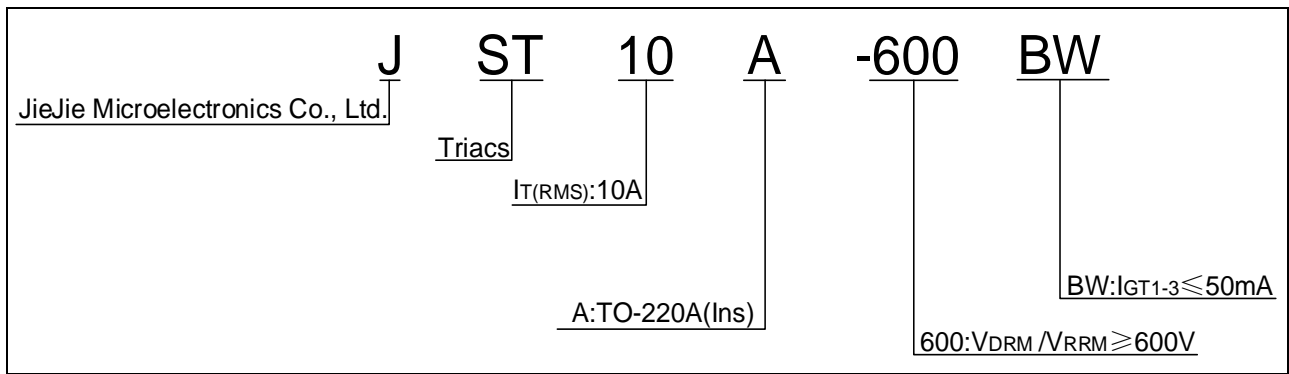 J ST 10 A -600 BW
JieJie Microelectronics Co., Ltd.
Triacs
IT(RMS):10A
BW:IGT1-3≤50mA
A:TO-220A(Ins)
600:VDRM /VRRM≥600V